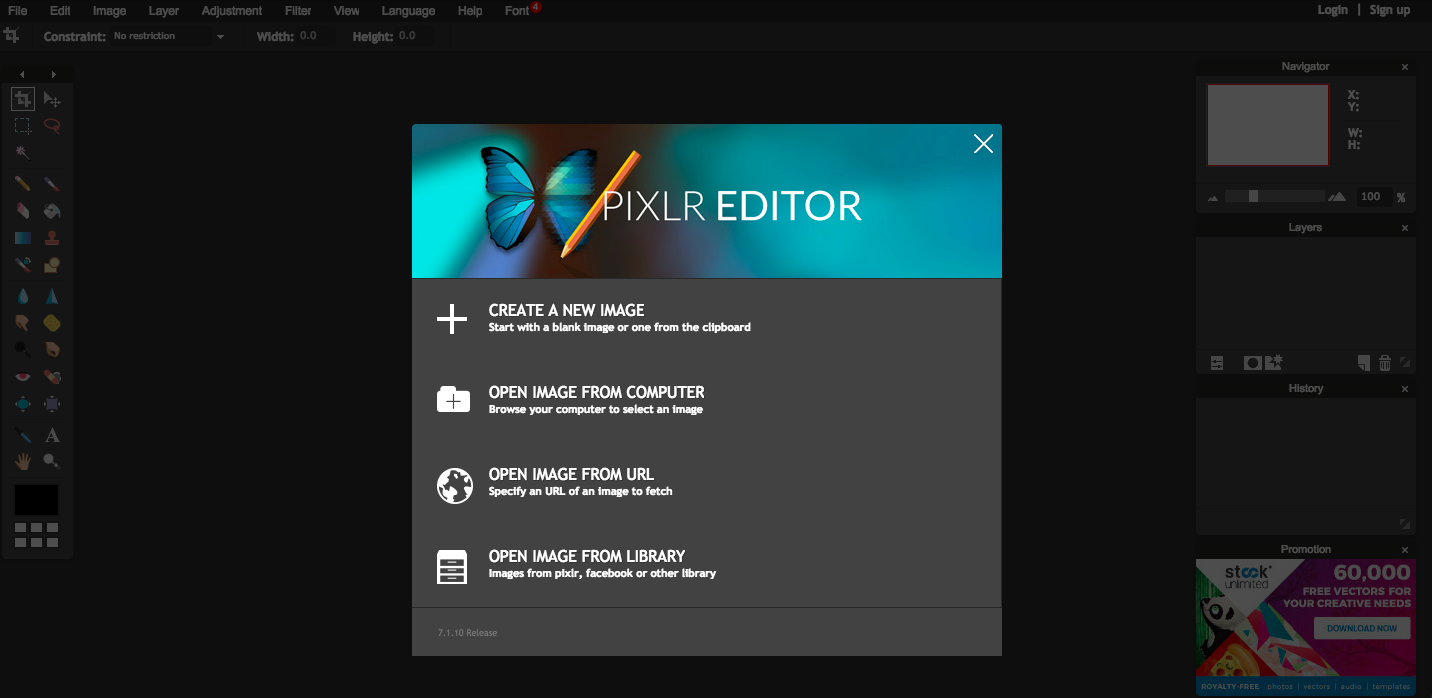 File Edit Image Layer Adjustment Filter View Language Help Font 4 Login | Sign up
Constraint: No restriction Width: 0.0 Height: 0.0
Navigator
X:
Y:
W:
H:
100 %
Layers
History
Promotion
stock unlimited
60,000
FREE VECTORS FOR
YOUR CREATIVE NEEDS
DOWNLOAD NOW
ROYALTY-FREE photos | vectors | audio | templates
A
PIXLR EDITOR
CREATE A NEW IMAGE
Start with a blank image or one from the clipboard
OPEN IMAGE FROM COMPUTER
Browse your computer to select an image
OPEN IMAGE FROM URL
Specify an URL of an image to fetch
OPEN IMAGE FROM LIBRARY
Images from pixlr, facebook or other library
7.1.10 Release